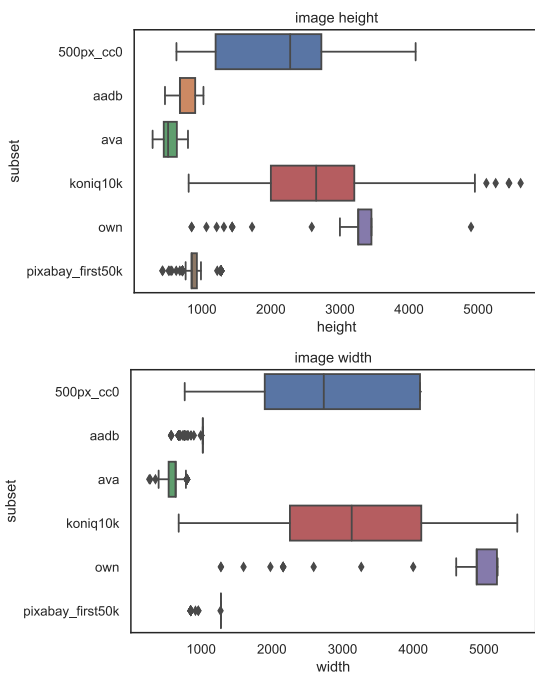 image height
500px_cc0
aadb
ava
koniq10k
own
pixabay_first50k
subset
1000 2000 3000 4000 5000
height
image width
500px_cc0
aadb
ava
koniq10k
own
pixabay_first50k
subset
1000 2000 3000 4000 5000
width